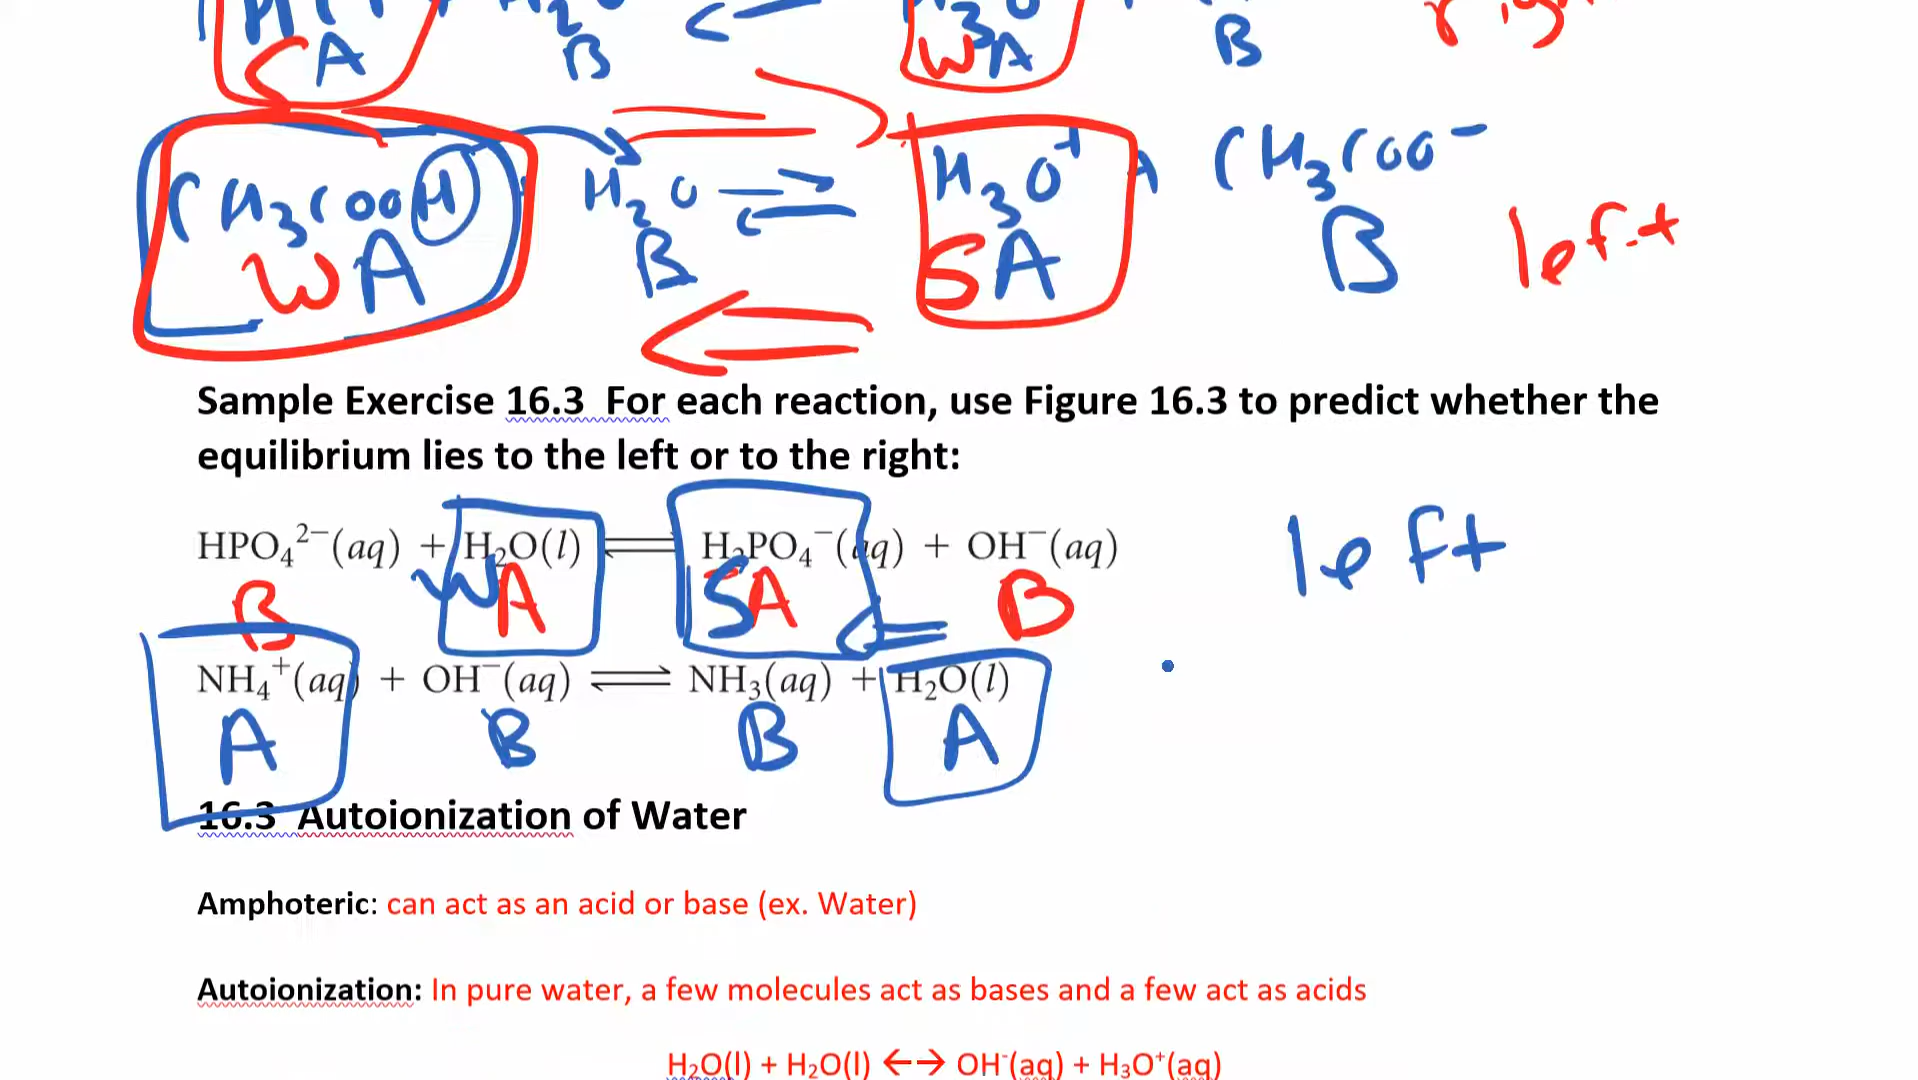 A H2O B WA B
CH3COOH H2O ⇌ H3O+ A CH3COO−
WA B SA B left
Sample Exercise 16.3 For each reaction, use Figure 16.3 to predict whether the
equilibrium lies to the left or to the right:
HPO4^2−(aq) + H2O(l) ⇌ H2PO4^−(aq) + OH^−(aq) left
B WA SA B
NH4^+(aq) + OH^−(aq) ⇌ NH3(aq) + H2O(l)
A B B A
16.3 Autoionization of Water
Amphoteric: can act as an acid or base (ex. Water)
Autoionization: In pure water, a few molecules act as bases and a few act as acids
H2O(l) + H2O(l) ←→ OH^-(aq) + H3O^+(aq)